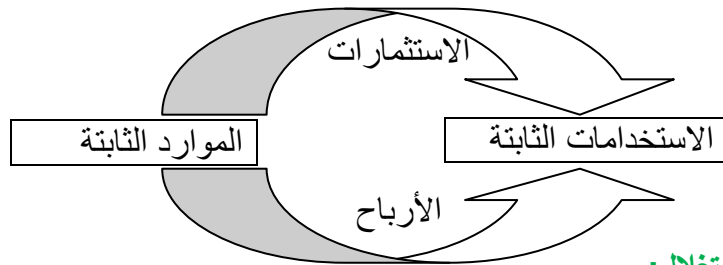 الاستثمارات
الموارد الثابتة
الاستخدامات الثابتة
الأرباح